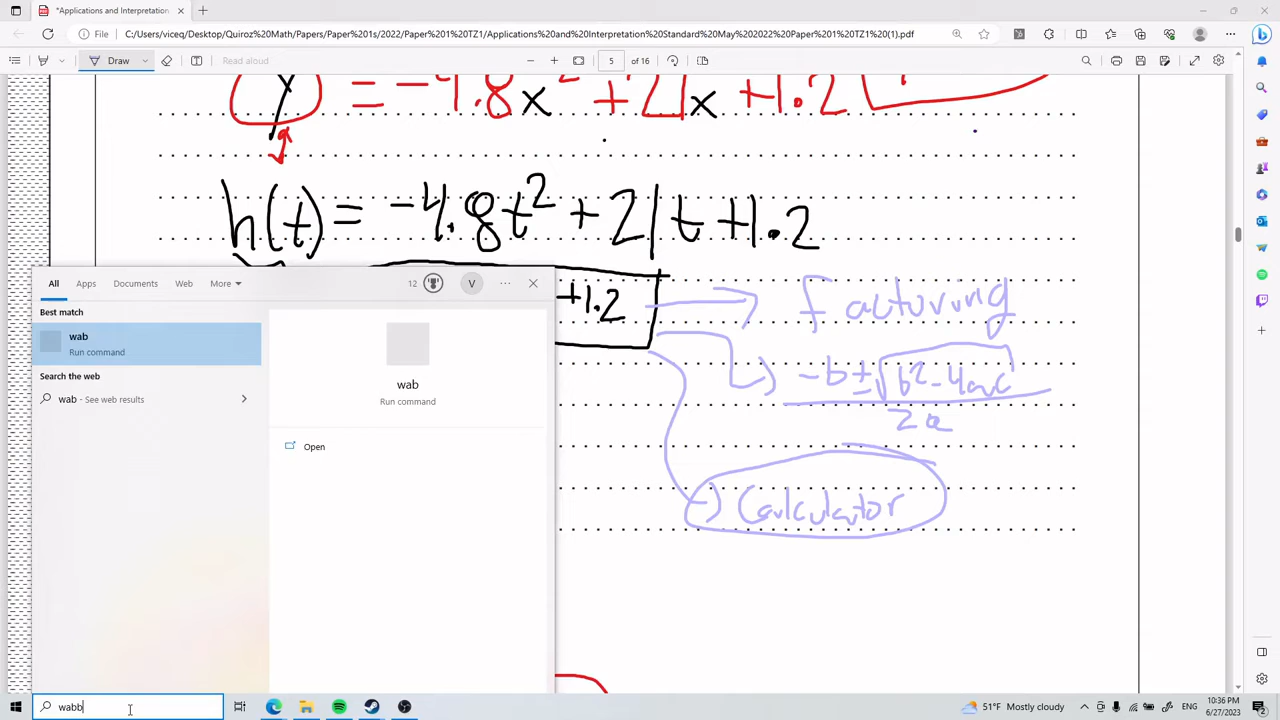 *Applications and Interpretation
File
C:/Users/viceq/Desktop/Quiroz%20Math/Papers/Paper%201s/2022/Paper%201%20TZ1/Applications%20and%20Interpretation%20Standard%20May%202022%20Paper%201%20TZ1%20(1).pdf
Draw
Read aloud
5 of 16
y = -4.8x² + 21x + 1.2
h(t) = -4.8t² + 21t + 1.2
+1.2
factoring
-b±√b²-4ac
2a
Calculator
All Apps Documents Web More
12
V
Best match
wab
Run command
Search the web
wab - See web results
wab
Run command
Open
wabb
51°F Mostly cloudy
ENG
10:36 PM
6/27/2023
2